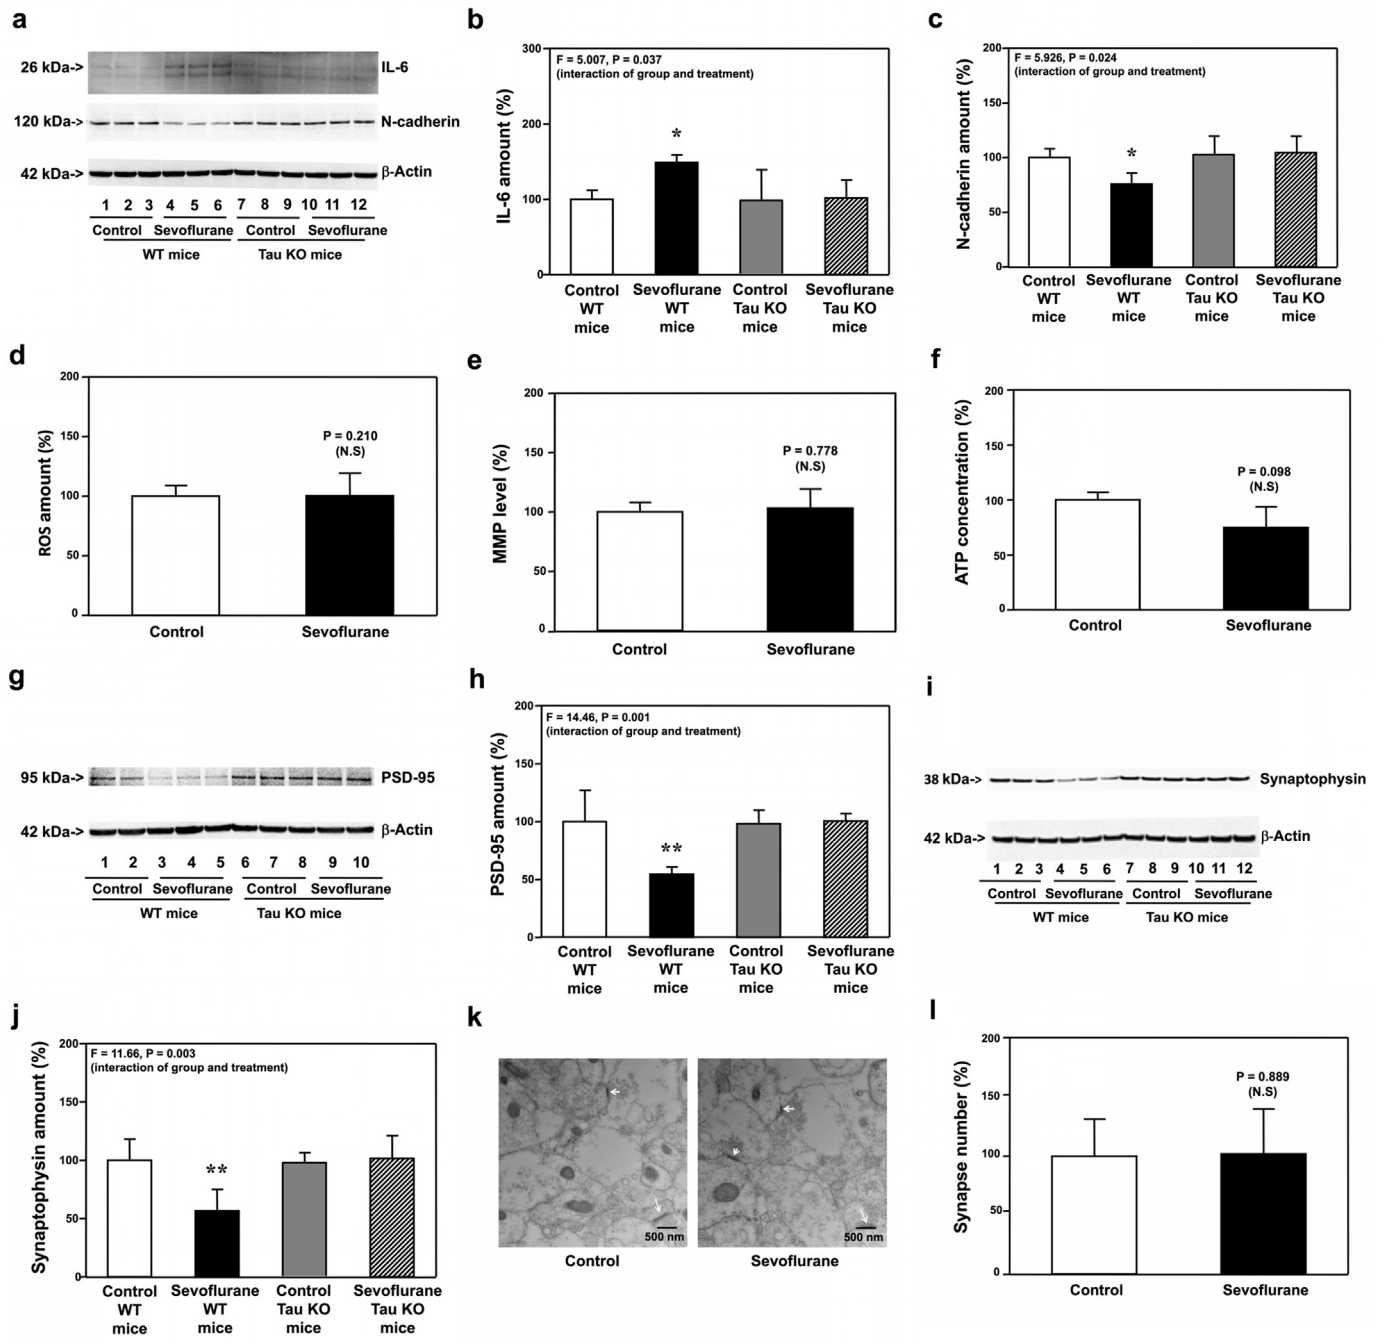 a
26 kDa->
IL-6
120 kDa->
N-cadherin
42 kDa->
β-Actin
1 2 3 4 5 6 7 8 9 10 11 12
Control Sevoflurane Control Sevoflurane
WT mice Tau KO mice
b
F = 5.007, P = 0.037
(interaction of group and treatment)
IL-6 amount (%)
300
200
100
0
*
Control Sevoflurane Control Sevoflurane
WT WT Tau KO Tau KO
mice mice mice mice
c
F = 5.926, P = 0.024
(interaction of group and treatment)
N-cadherin amount (%)
200
150
100
50
0
*
Control Sevoflurane Control Sevoflurane
WT WT Tau KO Tau KO
mice mice mice mice
d
ROS amount (%)
200
150
100
50
0
P = 0.210
(N.S)
Control Sevoflurane
e
MMP level (%)
200
150
100
50
0
P = 0.778
(N.S)
Control Sevoflurane
f
ATP concentration (%)
200
150
100
50
0
P = 0.098
(N.S)
Control Sevoflurane
g
95 kDa->
PSD-95
42 kDa->
β-Actin
1 2 3 4 5 6 7 8 9 10
Control Sevoflurane Control Sevoflurane
WT mice Tau KO mice
h
F = 14.46, P = 0.001
(interaction of group and treatment)
PSD-95 amount (%)
200
150
100
50
0
**
Control Sevoflurane Control Sevoflurane
WT WT Tau KO Tau KO
mice mice mice mice
i
38 kDa->
Synaptophysin
42 kDa->
β-Actin
1 2 3 4 5 6 7 8 9 10 11 12
Control Sevoflurane Control Sevoflurane
WT mice Tau KO mice
j
F = 11.66, P = 0.003
(interaction of group and treatment)
Synaptophysin amount (%)
200
150
100
50
0
**
Control Sevoflurane Control Sevoflurane
WT WT Tau KO Tau KO
mice mice mice mice
k
500 nm
500 nm
Control Sevoflurane
l
Synapse number (%)
200
150
100
50
0
P = 0.889
(N.S)
Control Sevoflurane